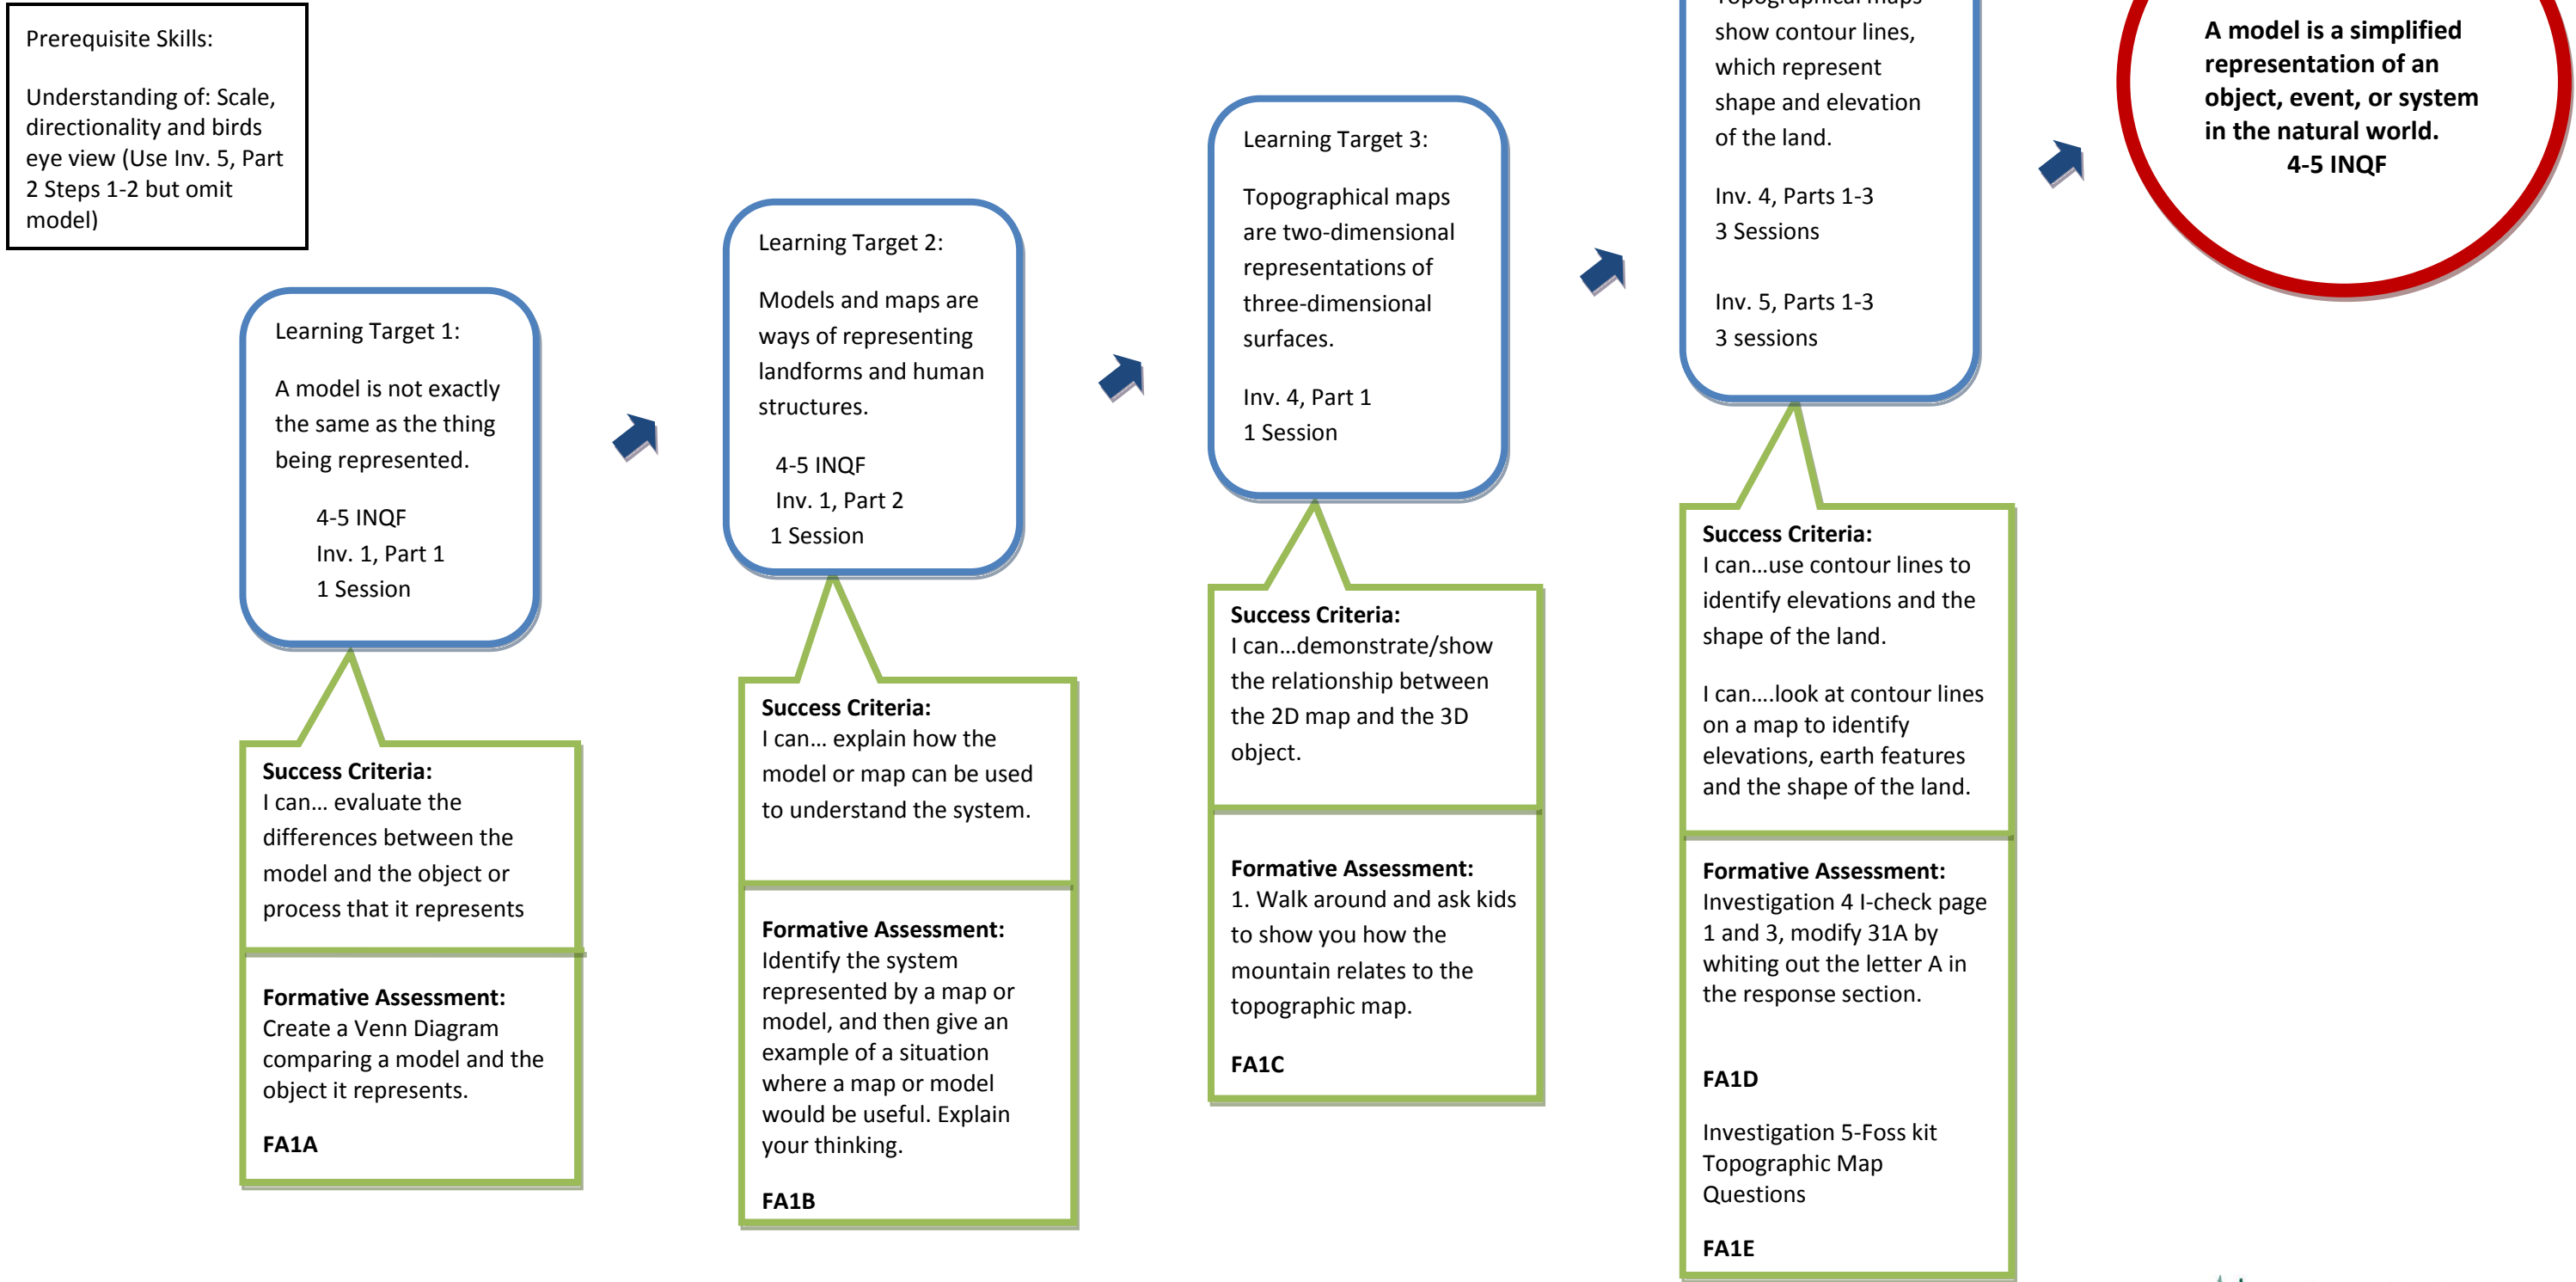 Prerequisite Skills:
Understanding of: Scale,
directionality and birds
eye view (Use Inv. 5, Part
2 Steps 1-2 but omit
model)
Learning Target 1:
A model is not exactly
the same as the thing
being represented.
4-5 INQF
Inv. 1, Part 1
1 Session
Success Criteria:
I can... evaluate the
differences between the
model and the object or
process that it represents
Formative Assessment:
Create a Venn Diagram
comparing a model and the
object it represents.
FA1A
Learning Target 2:
Models and maps are
ways of representing
landforms and human
structures.
4-5 INQF
Inv. 1, Part 2
1 Session
Success Criteria:
I can... explain how the
model or map can be used
to understand the system.
Formative Assessment:
Identify the system
represented by a map or
model, and then give an
example of a situation
where a map or model
would be useful. Explain
your thinking.
FA1B
Learning Target 3:
Topographical maps
are two-dimensional
representations of
three-dimensional
surfaces.
Inv. 4, Part 1
1 Session
Success Criteria:
I can...demonstrate/show
the relationship between
the 2D map and the 3D
object.
Formative Assessment:
1. Walk around and ask kids
to show you how the
mountain relates to the
topographic map.
FA1C
Topographical maps
show contour lines,
which represent
shape and elevation
of the land.
Inv. 4, Parts 1-3
3 Sessions
Inv. 5, Parts 1-3
3 sessions
Success Criteria:
I can...use contour lines to
identify elevations and the
shape of the land.
I can....look at contour lines
on a map to identify
elevations, earth features
and the shape of the land.
Formative Assessment:
Investigation 4 I-check page
1 and 3, modify 31A by
whiting out the letter A in
the response section.
FA1D
Investigation 5-Foss kit
Topographic Map
Questions
FA1E
A model is a simplified
representation of an
object, event, or system
in the natural world.
4-5 INQF